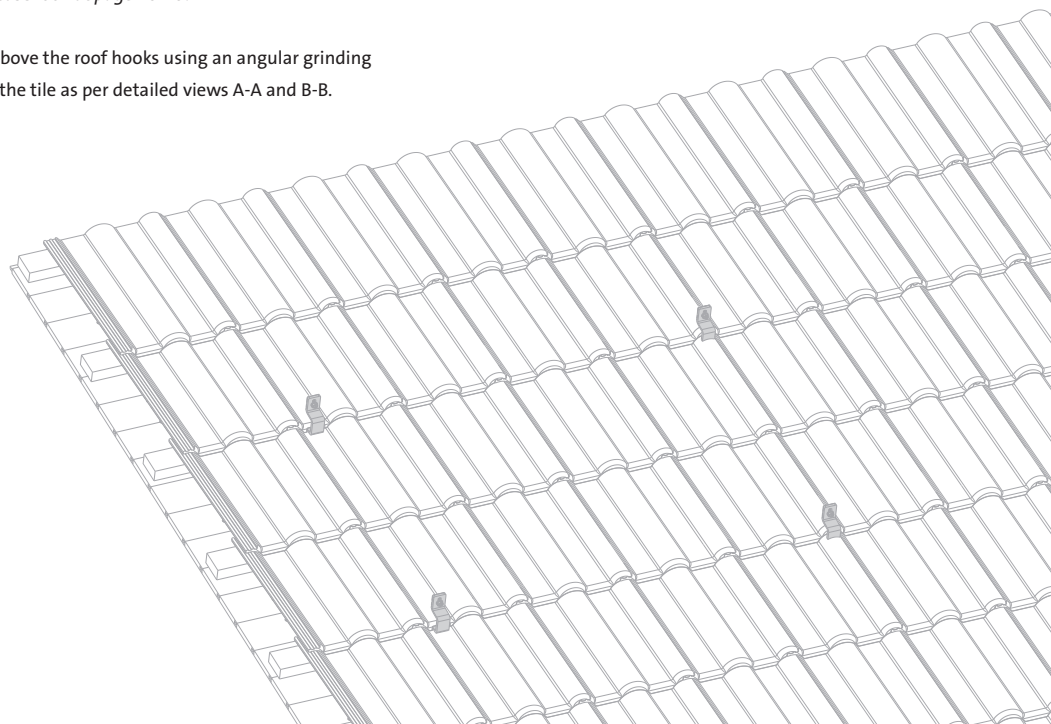 bove the roof hooks using an angular grinding
the tile as per detailed views A-A and B-B.